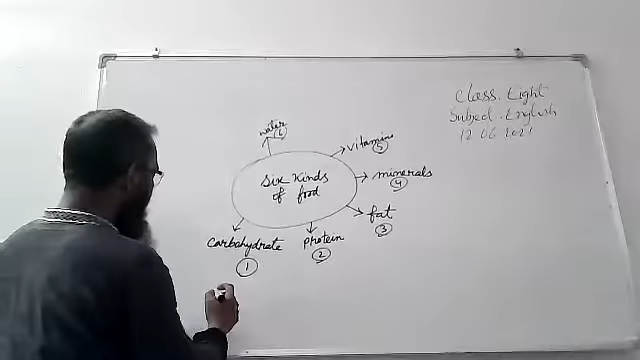 Class. Eight
Subject. English
12 06 2021
Six Kinds
of food
water
6
vitamins
5
minerals
4
fat
3
protein
2
carbohydrate
1